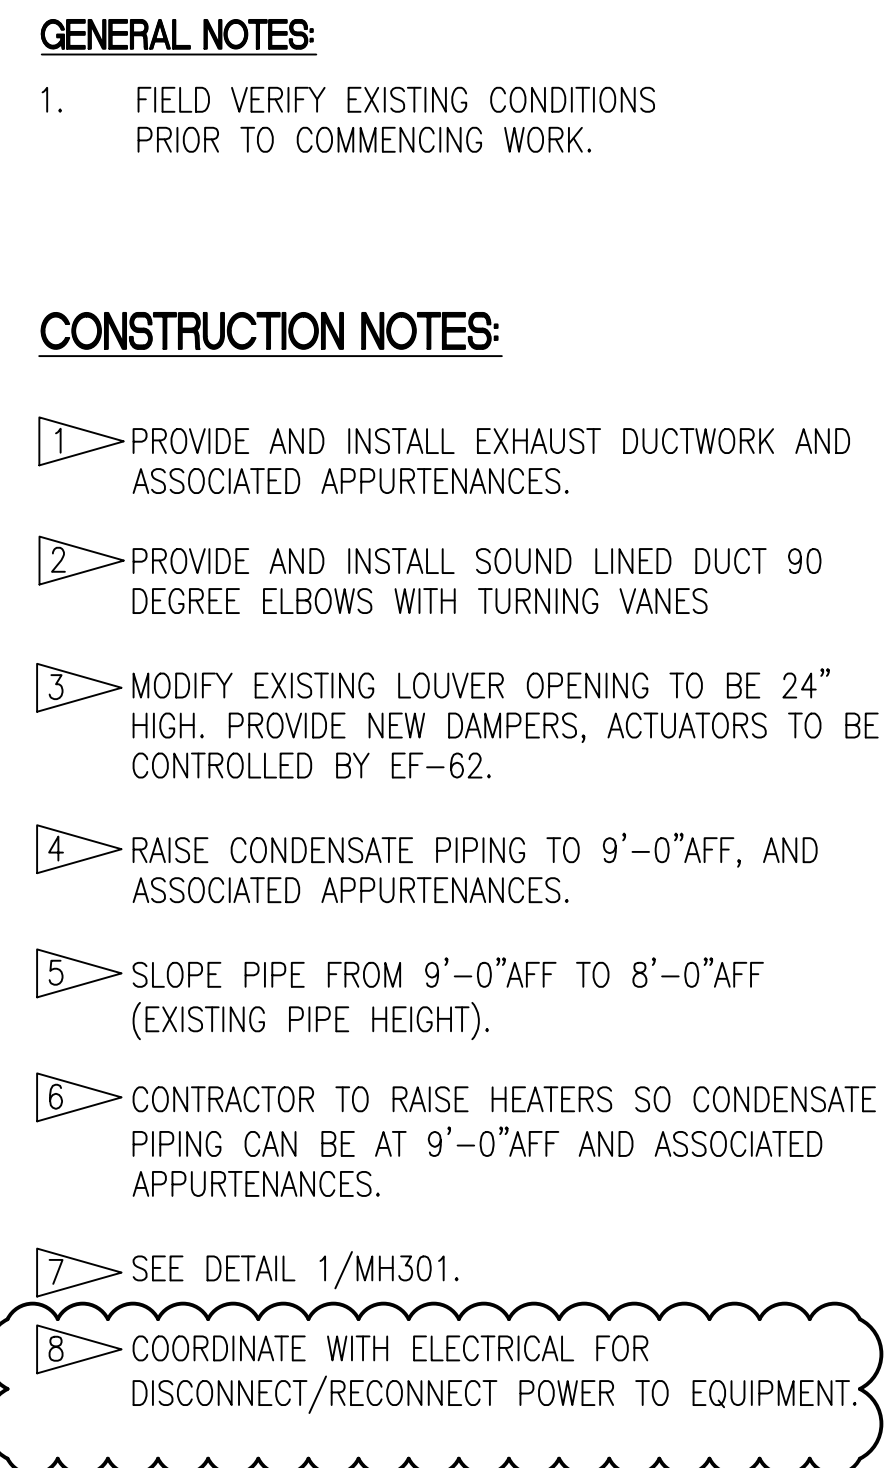 GENERAL NOTES:
1. FIELD VERIFY EXISTING CONDITIONS
PRIOR TO COMMENCING WORK.
CONSTRUCTION NOTES:
1 PROVIDE AND INSTALL EXHAUST DUCTWORK AND
ASSOCIATED APPURTENANCES.
2 PROVIDE AND INSTALL SOUND LINED DUCT 90
DEGREE ELBOWS WITH TURNING VANES
3 MODIFY EXISTING LOUVER OPENING TO BE 24”
HIGH. PROVIDE NEW DAMPERS, ACTUATORS TO BE
CONTROLLED BY EF–62.
4 RAISE CONDENSATE PIPING TO 9’–0”AFF, AND
ASSOCIATED APPURTENANCES.
5 SLOPE PIPE FROM 9’–0”AFF TO 8’–0”AFF
(EXISTING PIPE HEIGHT).
6 CONTRACTOR TO RAISE HEATERS SO CONDENSATE
PIPING CAN BE AT 9’–0”AFF AND ASSOCIATED
APPURTENANCES.
7 SEE DETAIL 1/MH301.
8 COORDINATE WITH ELECTRICAL FOR
DISCONNECT/RECONNECT POWER TO EQUIPMENT.